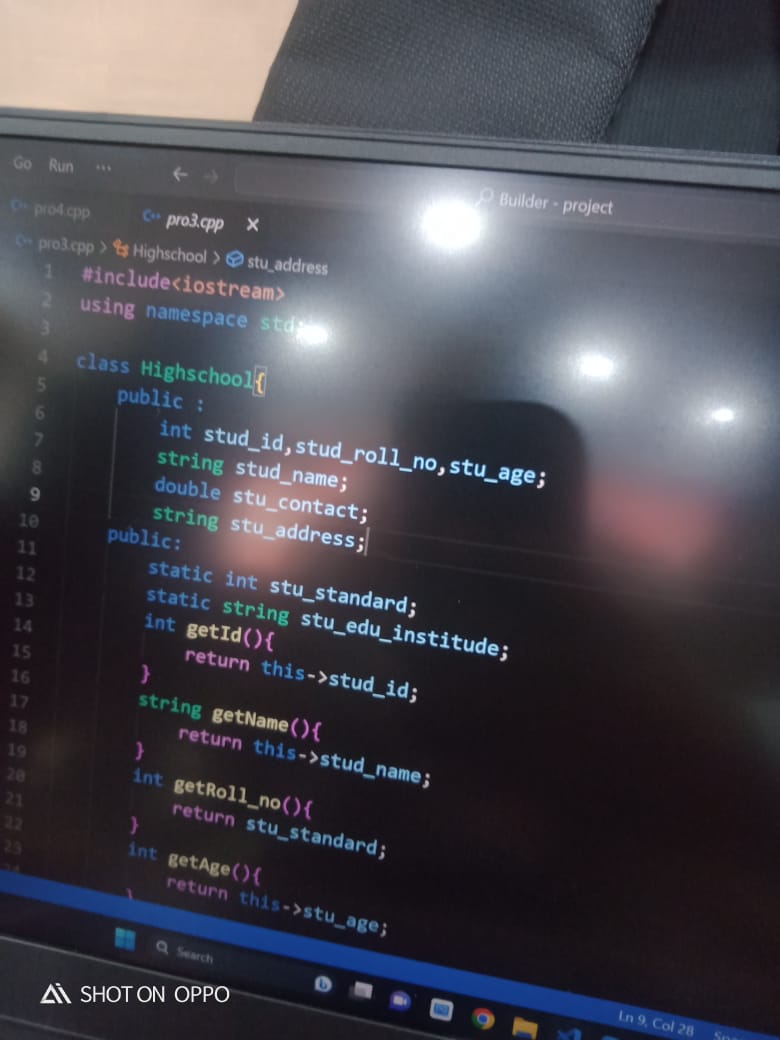 Go Run ...
Builder - project
pro4.cpp pro3.cpp
pro3.cpp > Highschool > stu_address
1 #include<iostream>
2 using namespace std;
3
4 class Highschool{
5 public :
6 int stud_id,stud_roll_no,stu_age;
7 string stud_name;
8 double stu_contact;
9 string stu_address;
10 public:
11 static int stu_standard;
12 static string stu_edu_institude;
13 int getId(){
14 return this->stud_id;
15 }
16 string getName(){
17 return this->stud_name;
18 }
19 int getRoll_no(){
20 return stu_standard;
21 }
22 int getAge(){
23 return this->stu_age;
24 }
Search
Ln 9, Col 28
SHOT ON OPPO